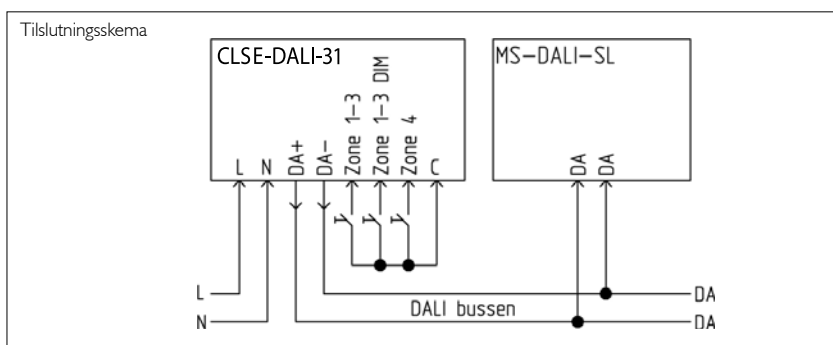 Tilslutningsskema
CLSE-DALI-31
MS-DALI-SL
L
N
DA+
DA-
Zone 1-3
Zone 1-3 DIM
Zone 4
C
DA
DA
L
DA
DALI bussen
N
DA